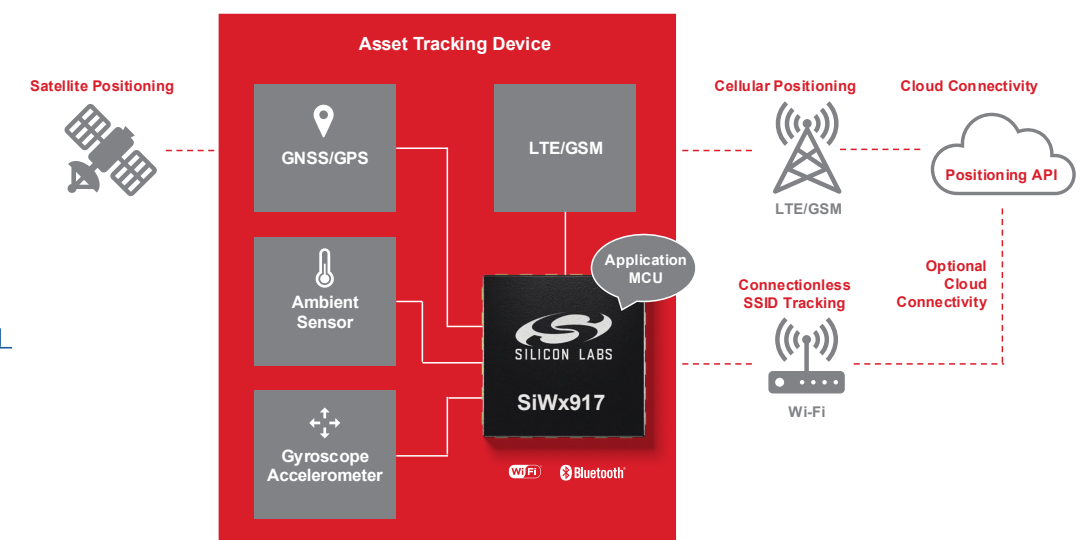 Asset Tracking Device
Satellite Positioning
GNSS/GPS
LTE/GSM
Cellular Positioning
LTE/GSM
Cloud Connectivity
Positioning API
Ambient
Sensor
Application
MCU
SILICON LABS
SiWx917
Connectionless
SSID Tracking
Wi-Fi
Optional
Cloud
Connectivity
Gyroscope
Accelerometer
WiFi
Bluetooth